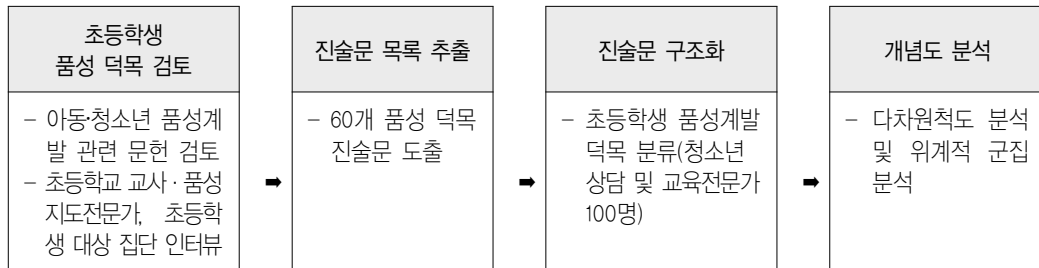 초등학생
품성 덕목 검토
– 아동·청소년 품성계
발 관련 문헌 검토
– 초등학교 교사 · 품성
지도전문가, 초등학
생 대상 집단 인터뷰
➡
진술문 목록 추출
– 60개 품성 덕목
진술문 도출
➡
진술문 구조화
– 초등학생 품성계발
덕목 분류(청소년
상담 및 교육전문가
100명)
➡
개념도 분석
– 다차원척도 분석
및 위계적 군집
분석